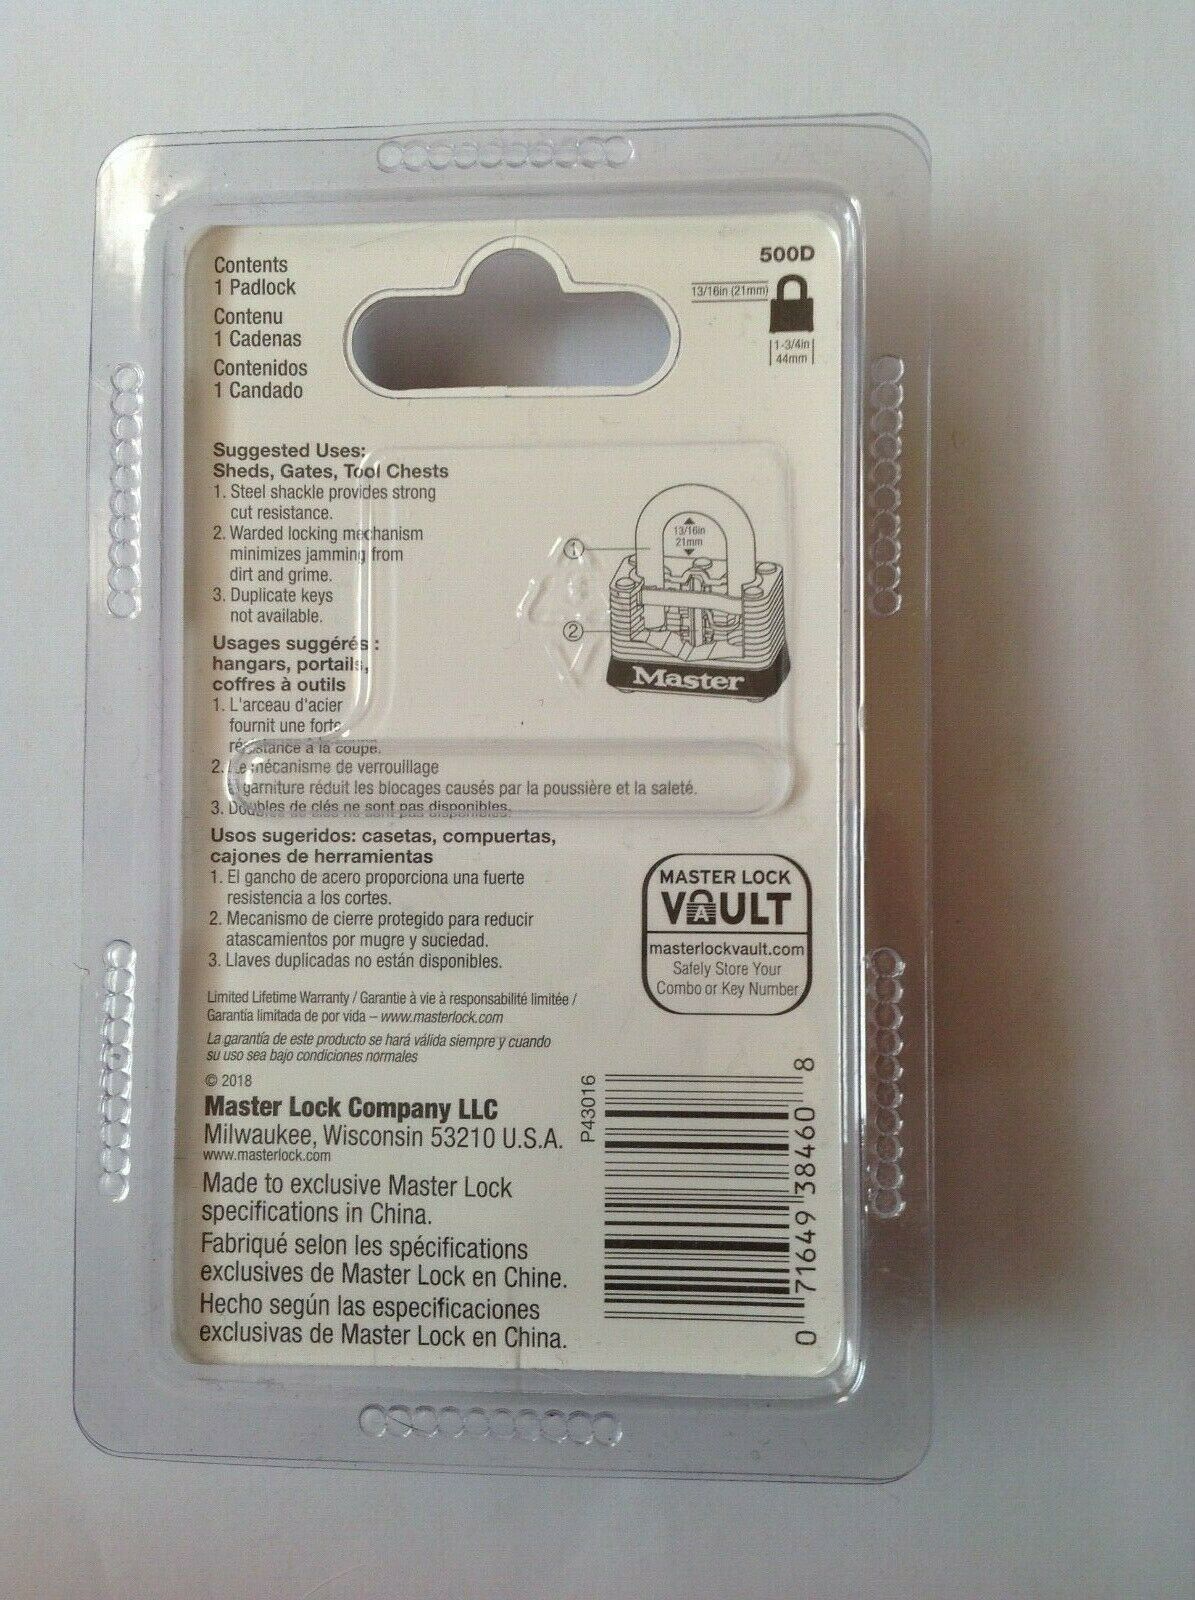 Contents
1 Padlock
Contenu
1 Cadenas
Contenidos
1 Candado
500D
13/16in (21mm)
1-3/4in
44mm
Suggested Uses:
Sheds, Gates, Tool Chests
1. Steel shackle provides strong
cut resistance.
2. Warded locking mechanism
minimizes jamming from
dirt and grime.
3. Duplicate keys
not available.
1
13/16in
21mm
2
Master
Usages suggérés :
hangars, portails,
coffres à outils
1. L'arceau d'acier
fournit une forte
résistance à la coupe.
2. Le mécanisme de verrouillage
à garniture réduit les blocages causés par la poussière et la saleté.
3. Doubles de clés ne sont pas disponibles.
Usos sugeridos: casetas, compuertas,
cajones de herramientas
1. El gancho de acero proporciona una fuerte
resistencia a los cortes.
2. Mecanismo de cierre protegido para reducir
atascamientos por mugre y suciedad.
3. Llaves duplicadas no están disponibles.
MASTER LOCK
VAULT
masterlockvault.com
Safely Store Your
Combo or Key Number
Limited Lifetime Warranty / Garantie à vie à responsabilité limitée /
Garantía limitada de por vida – www.masterlock.com
La garantía de este producto se hará válida siempre y cuando
su uso sea bajo condiciones normales
© 2018
Master Lock Company LLC
Milwaukee, Wisconsin 53210 U.S.A.
www.masterlock.com
Made to exclusive Master Lock
specifications in China.
Fabriqué selon les spécifications
exclusives de Master Lock en Chine.
Hecho según las especificaciones
exclusivas de Master Lock en China.
P43016
0 71649 38460 8